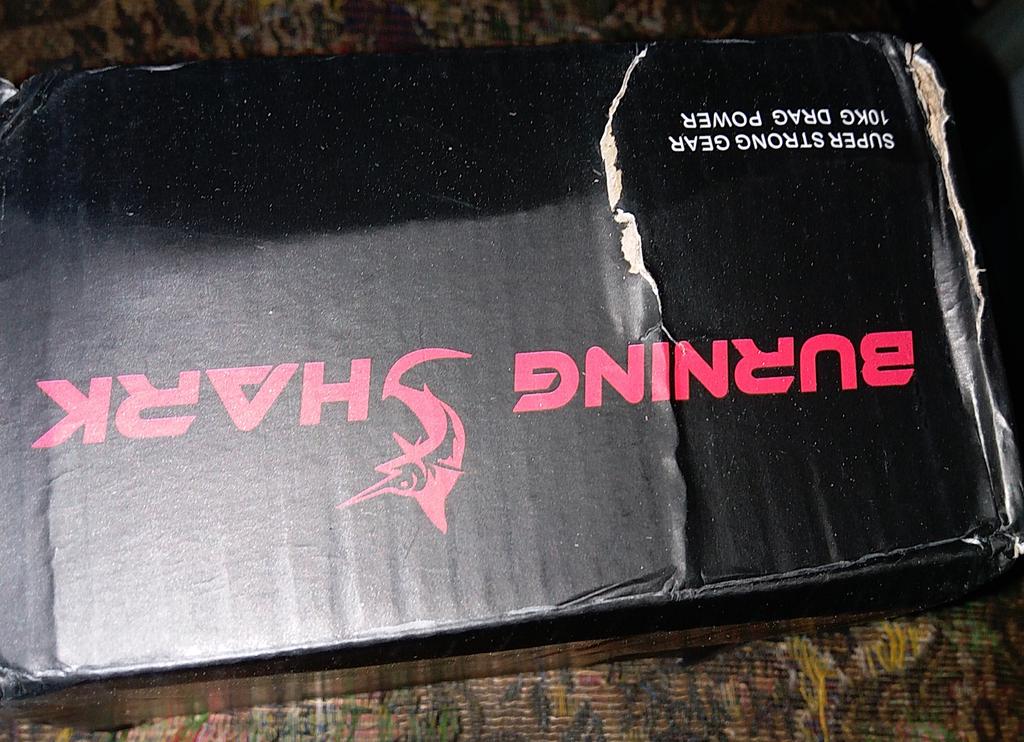 BURNING SHARK
SUPER STRONG GEAR
10KG DRAG POWER